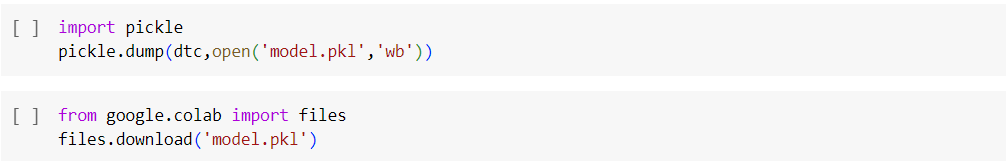 [ ] import pickle
pickle.dump(dtc,open('model.pkl','wb'))
[ ] from google.colab import files
files.download('model.pkl')